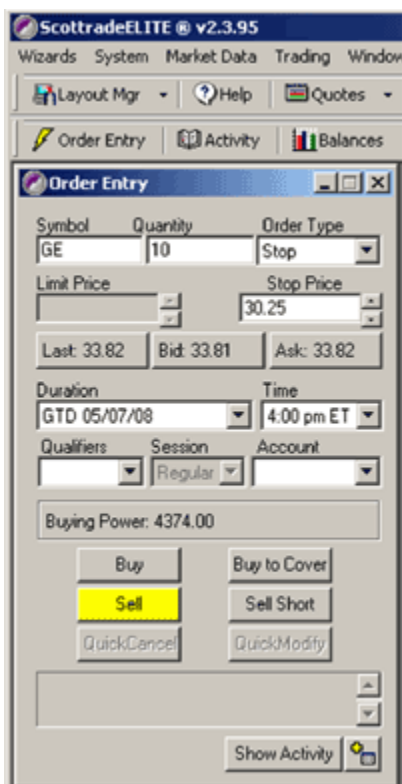 ScottradeELITE ® v2.3.95
Wizards System Market Data Trading Window
Layout Mgr Help Quotes
Order Entry Activity Balances
Order Entry
Symbol Quantity Order Type
GE 10 Stop
Limit Price Stop Price
30.25
Last: 33.82 Bid: 33.81 Ask: 33.82
Duration Time
GTD 05/07/08 4:00 pm ET
Qualifiers Session Account
Regular
Buying Power: 4374.00
Buy Buy to Cover
Sell Sell Short
QuickCancel QuickModify
Show Activity